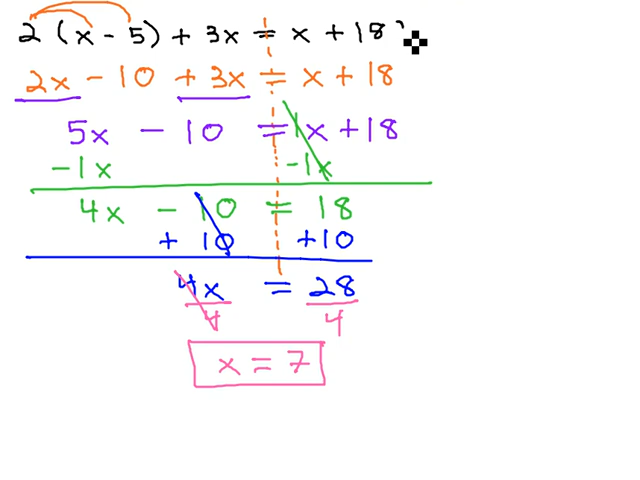 2 (x - 5) + 3x = x + 18
2x - 10 + 3x = x + 18
5x - 10 = 1x + 18
-1x -1x
4x - 10 = 18
+ 10 +10
4x = 28
4 4
x = 7